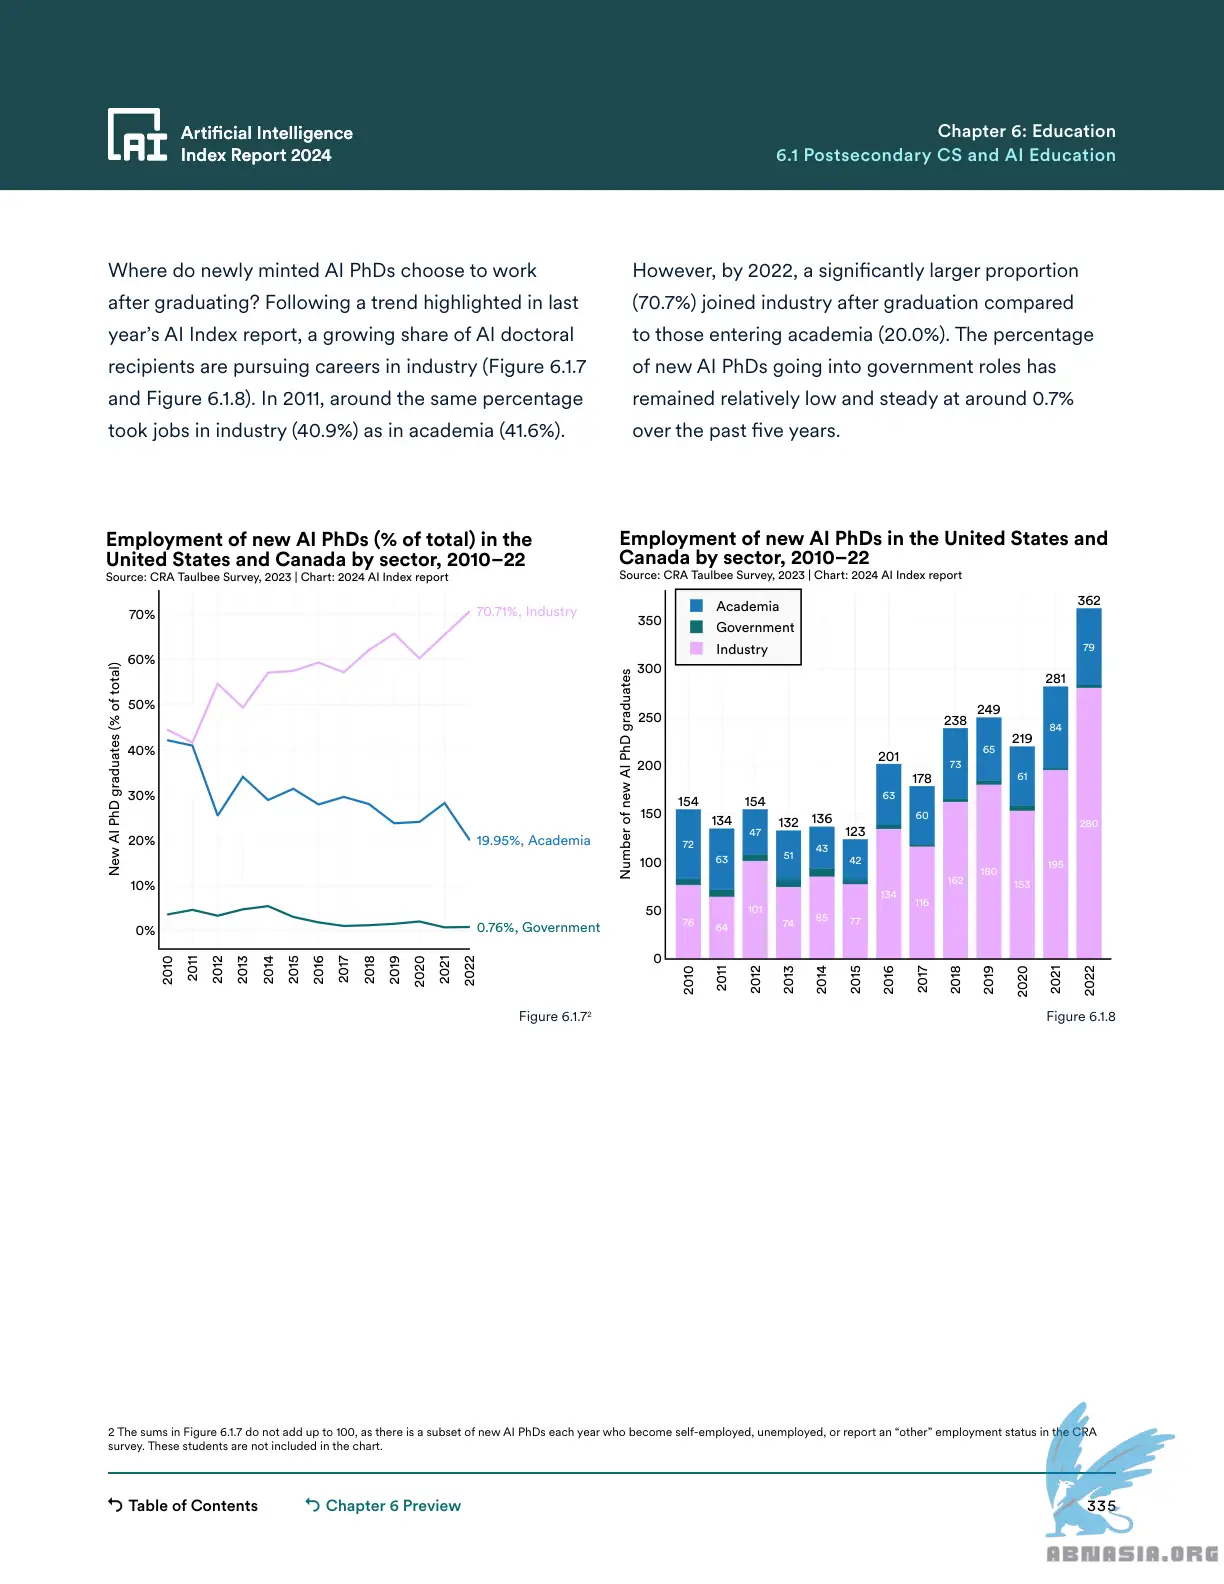 Artificial Intelligence
Index Report 2024
Chapter 6: Education
6.1 Postsecondary CS and AI Education
Where do newly minted AI PhDs choose to work
after graduating? Following a trend highlighted in last
year’s AI Index report, a growing share of AI doctoral
recipients are pursuing careers in industry (Figure 6.1.7
and Figure 6.1.8). In 2011, around the same percentage
took jobs in industry (40.9%) as in academia (41.6%).
However, by 2022, a significantly larger proportion
(70.7%) joined industry after graduation compared
to those entering academia (20.0%). The percentage
of new AI PhDs going into government roles has
remained relatively low and steady at around 0.7%
over the past five years.
Employment of new AI PhDs (% of total) in the
United States and Canada by sector, 2010–22
Source: CRA Taulbee Survey, 2023 | Chart: 2024 AI Index report
New AI PhD graduates (% of total)
70%
60%
50%
40%
30%
20%
10%
0%
70.71%, Industry
19.95%, Academia
0.76%, Government
2010 2011 2012 2013 2014 2015 2016 2017 2018 2019 2020 2021 2022
Figure 6.1.7²
Employment of new AI PhDs in the United States and
Canada by sector, 2010–22
Source: CRA Taulbee Survey, 2023 | Chart: 2024 AI Index report
Academia
Government
Industry
Number of new AI PhD graduates
350
300
250
200
150
100
50
0
154 134 154 132 136 123 201 178 238 249 219 281 362
72 63 47 51 43 42 63 60 73 65 61 84 79
76 64 101 74 85 77 134 116 162 180 153 195 280
2010 2011 2012 2013 2014 2015 2016 2017 2018 2019 2020 2021 2022
Figure 6.1.8
2 The sums in Figure 6.1.7 do not add up to 100, as there is a subset of new AI PhDs each year who become self-employed, unemployed, or report an “other” employment status in the CRA
survey. These students are not included in the chart.
Table of Contents
Chapter 6 Preview
335
ABNASIA.ORG